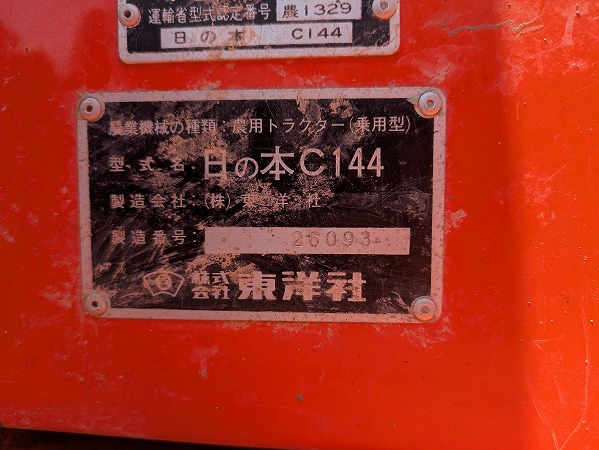 運輸省型式認定番号 農1329
日の本 C144
農業機械の種類：農用トラクター(乗用型)
型式名 日の本C144
製造会社：(株)東洋社
製造番号： 26093
株式会社 東洋社